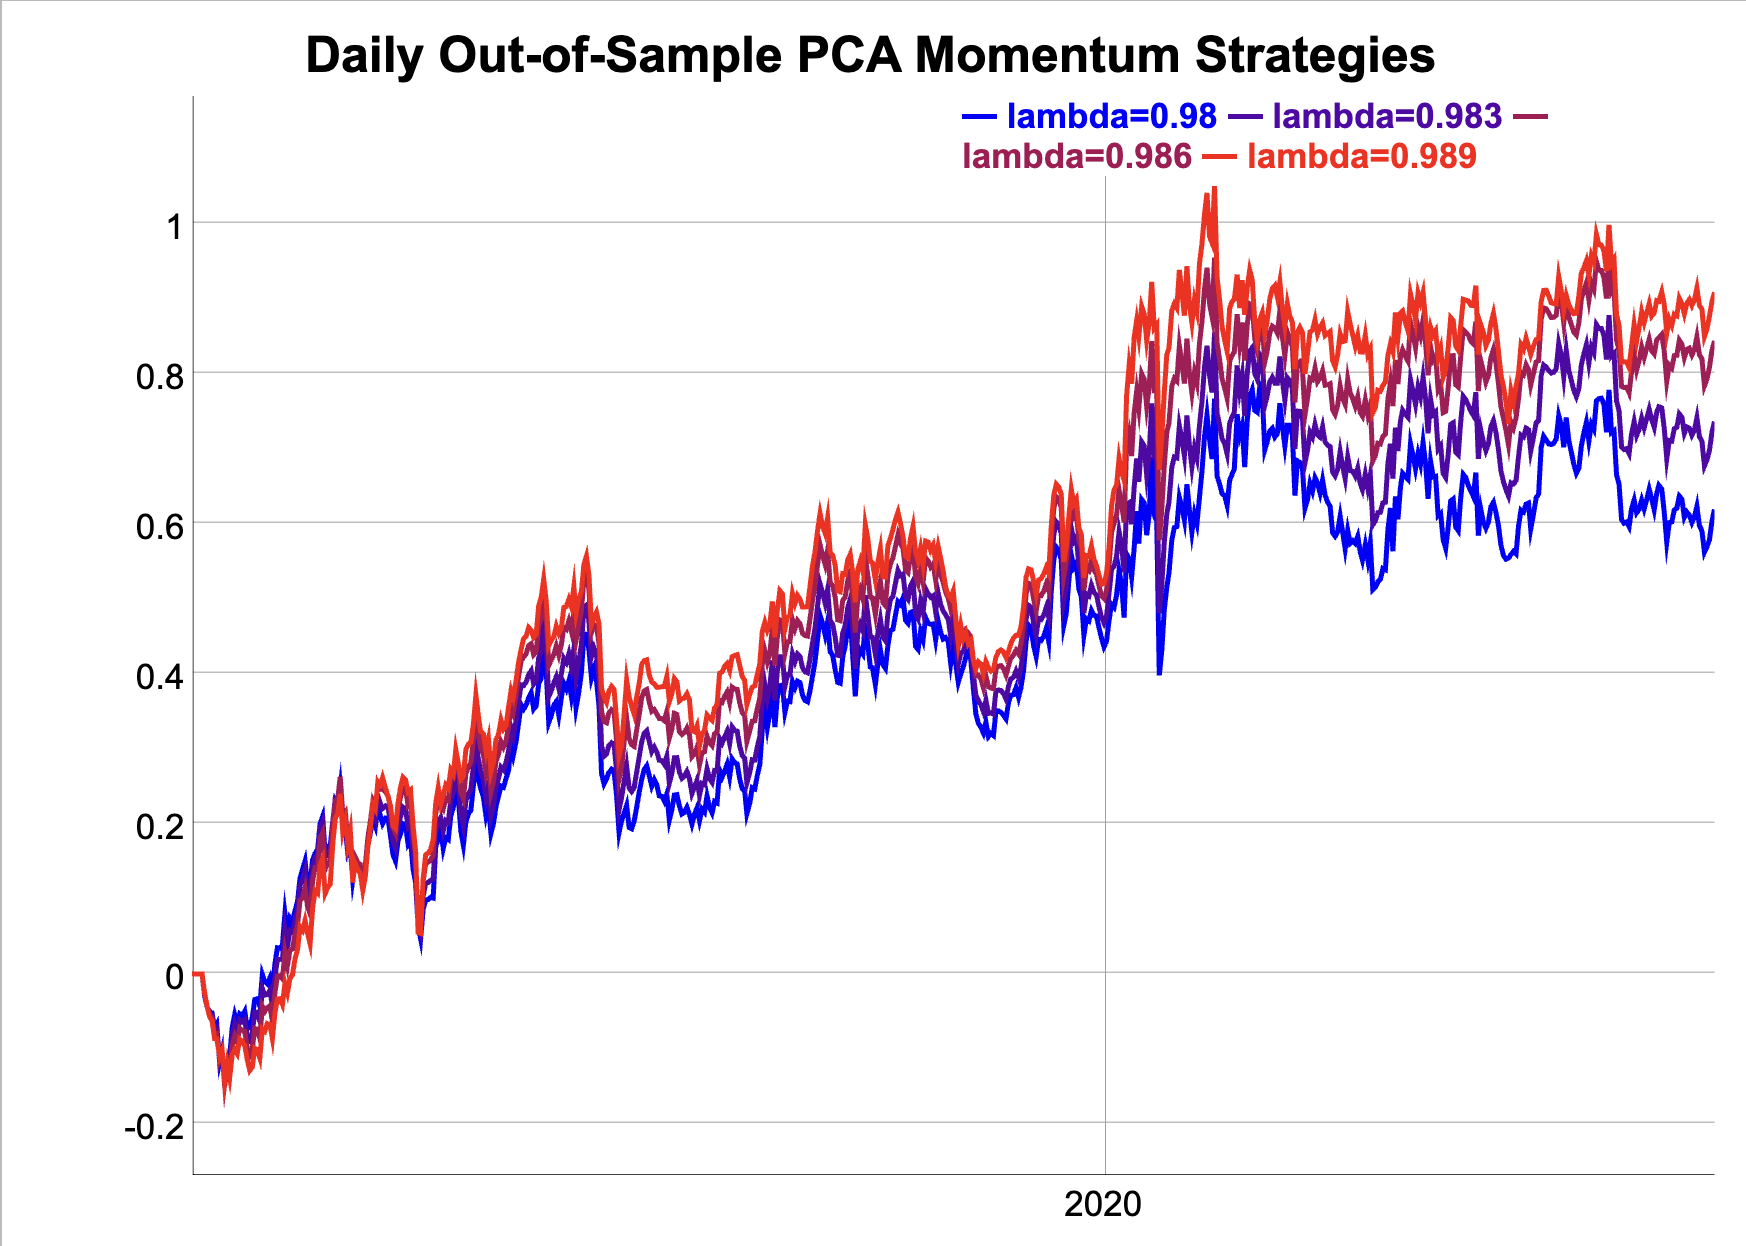 Daily Out-of-Sample PCA Momentum Strategies
lambda=0.98 lambda=0.983
lambda=0.986 lambda=0.989
1
0.8
0.6
0.4
0.2
0
-0.2
2020